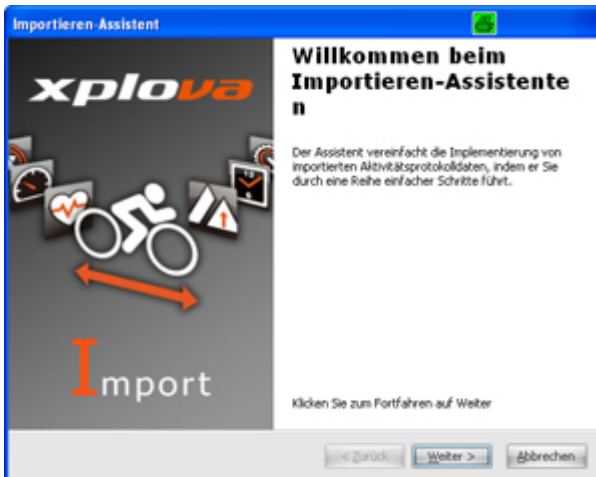 Importieren-Assistent
xplova
Import
Willkommen beim
Importieren-Assistente
n
Der Assistent vereinfacht die Implementierung von
importierten Aktivitätsprotokolldaten, indem er Sie
durch eine Reihe einfacher Schritte führt.
Klicken Sie zum Fortfahren auf Weiter
< Zurück Weiter > Abbrechen